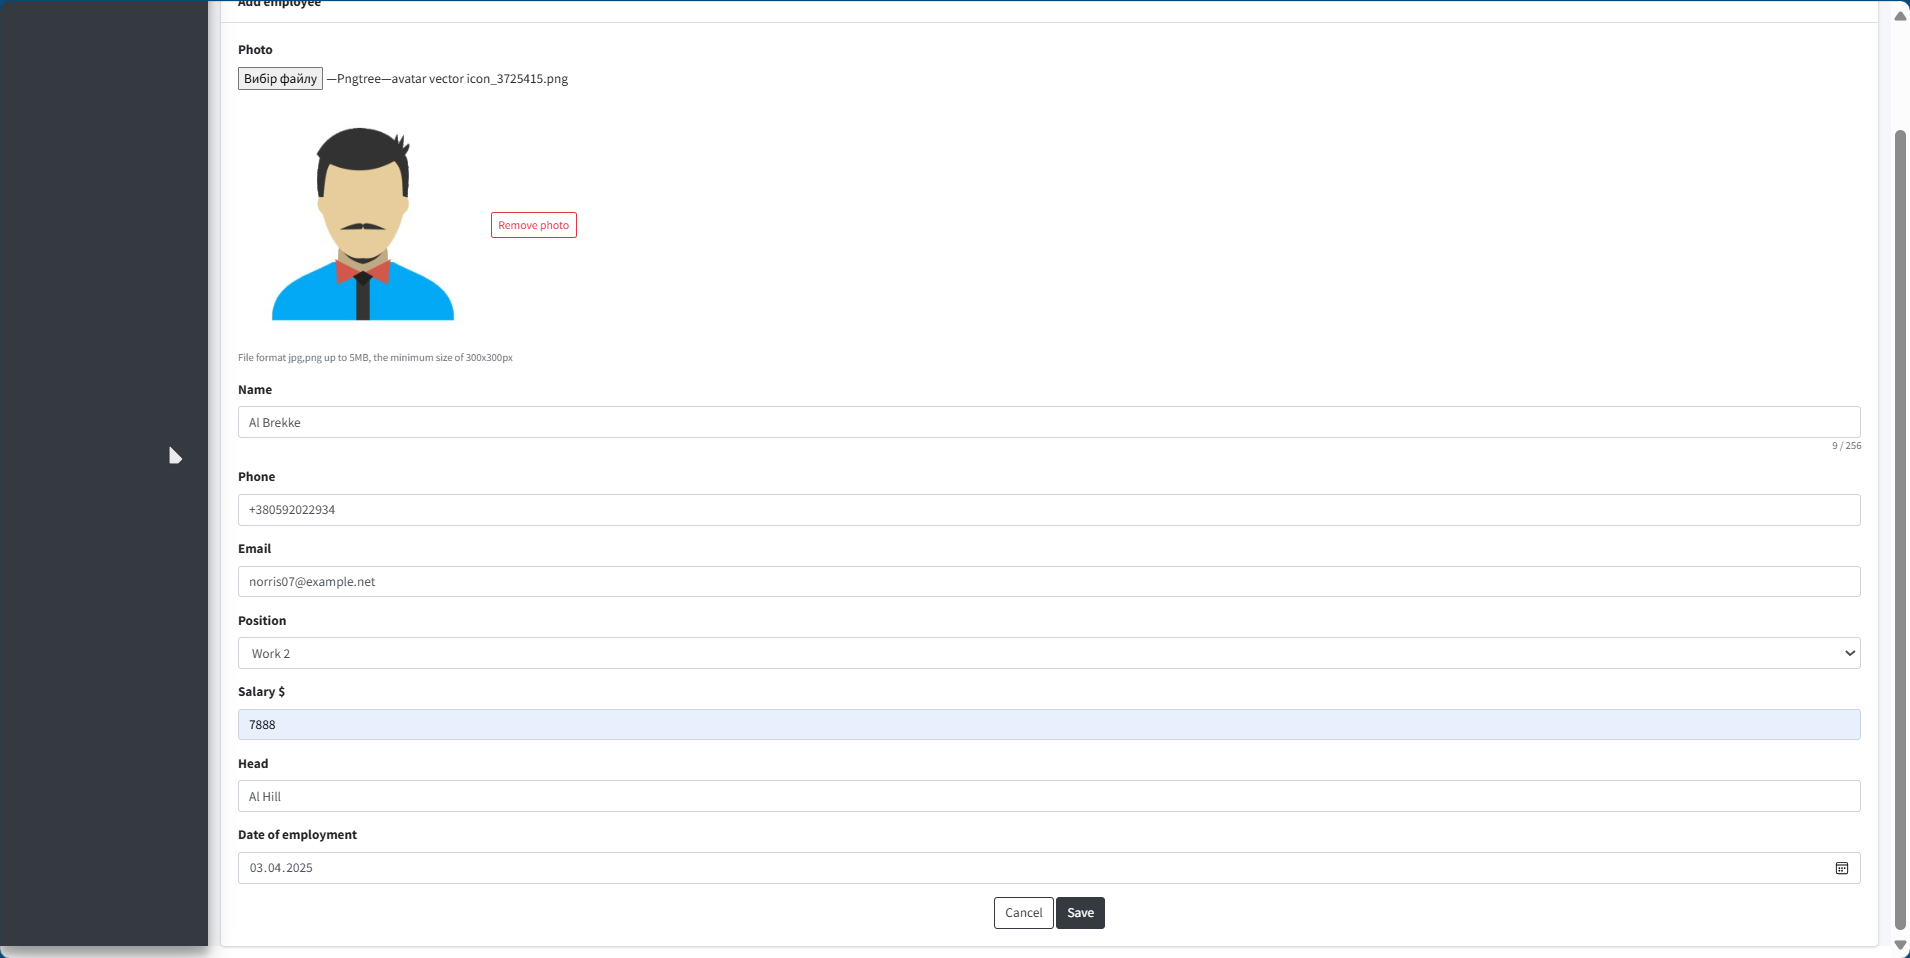 Add employee
Photo
Вибір файлу —Pngtree—avatar vector icon_3725415.png
Remove photo
File format jpg,png up to 5MB, the minimum size of 300x300px
Name
Al Brekke
9 / 256
Phone
+380592022934
Email
norris07@example.net
Position
Work 2
Salary $
7888
Head
Al Hill
Date of employment
03.04.2025
Cancel Save